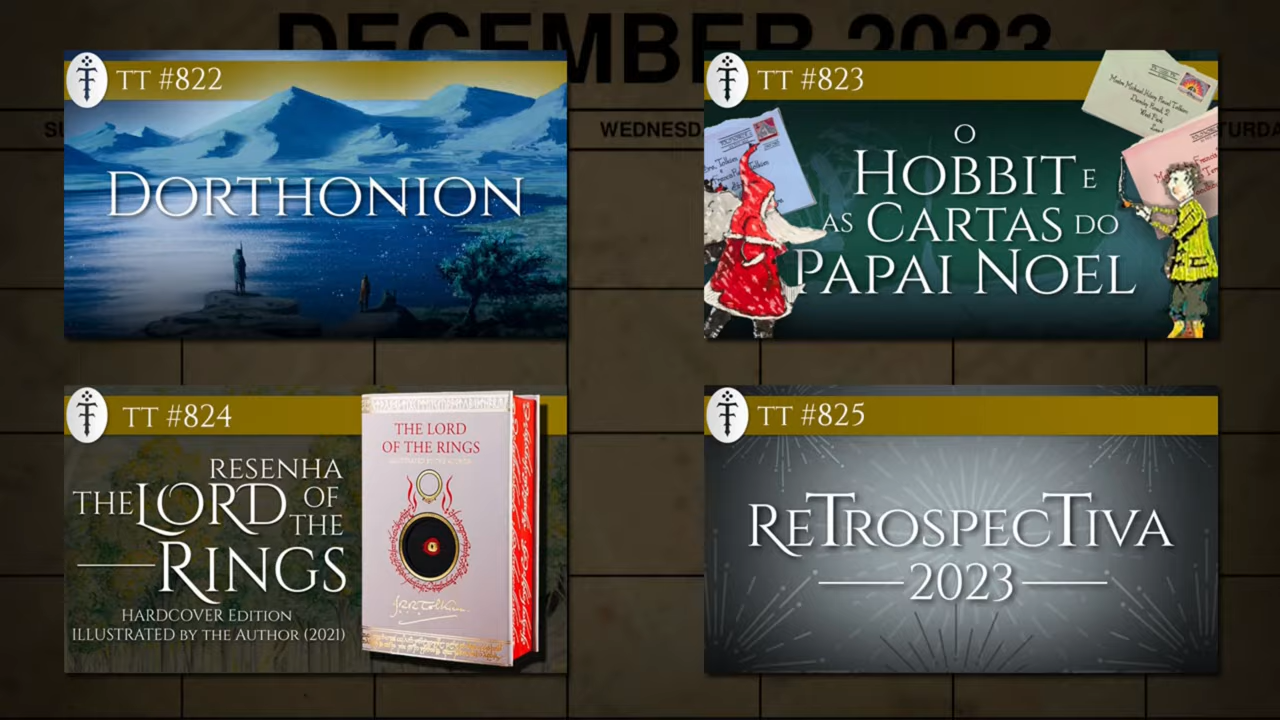 DECEMBER 2023
WEDNESD
TT #822
DORTHONION
TT #823
O
HOBBIT E
AS CARTAS DO
PAPAI NOEL
TT #824
RESENHA
THE LORD OF
THE
RINGS
HARDCOVER EDITION
ILLUSTRATED BY THE AUTHOR (2021)
THE LORD
OF THE RINGS
TT #825
RETROSPECTIVA
2023